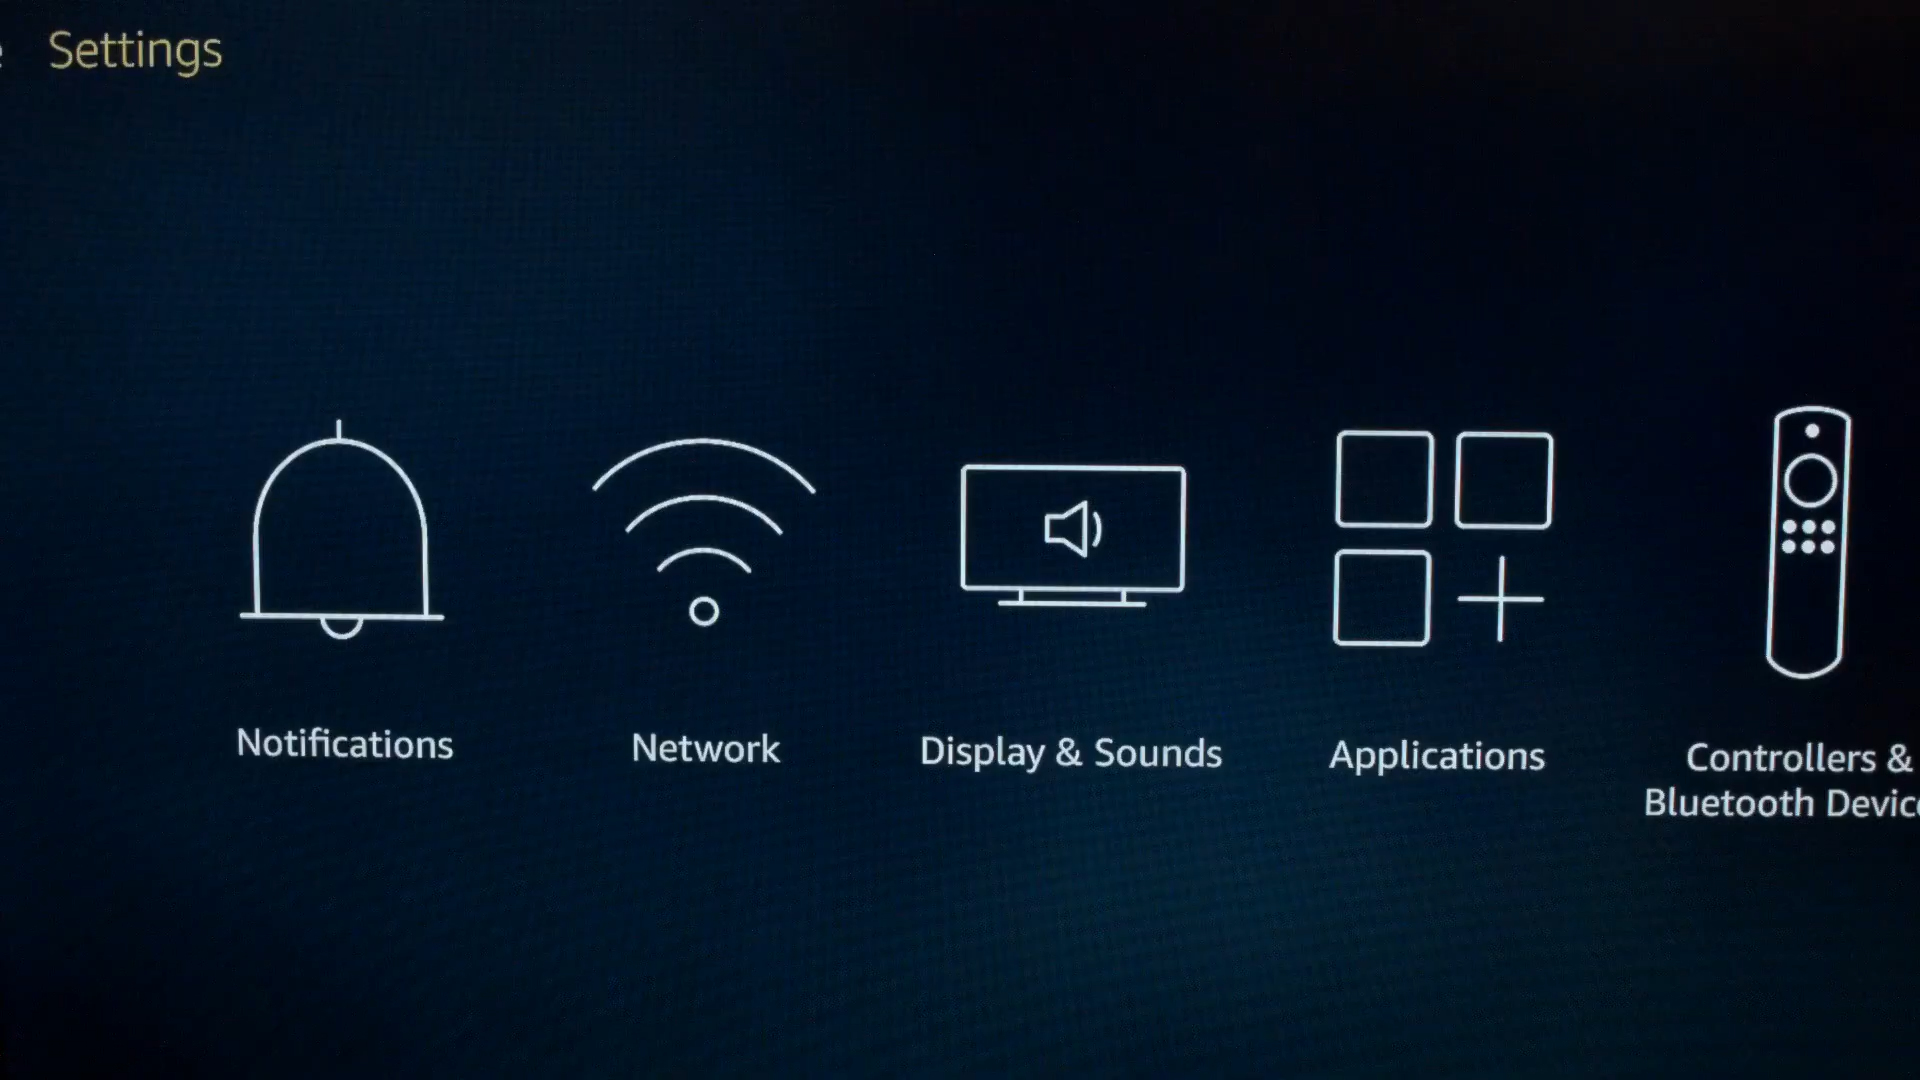 Settings
Notifications
Network
Display & Sounds
Applications
Controllers &
Bluetooth